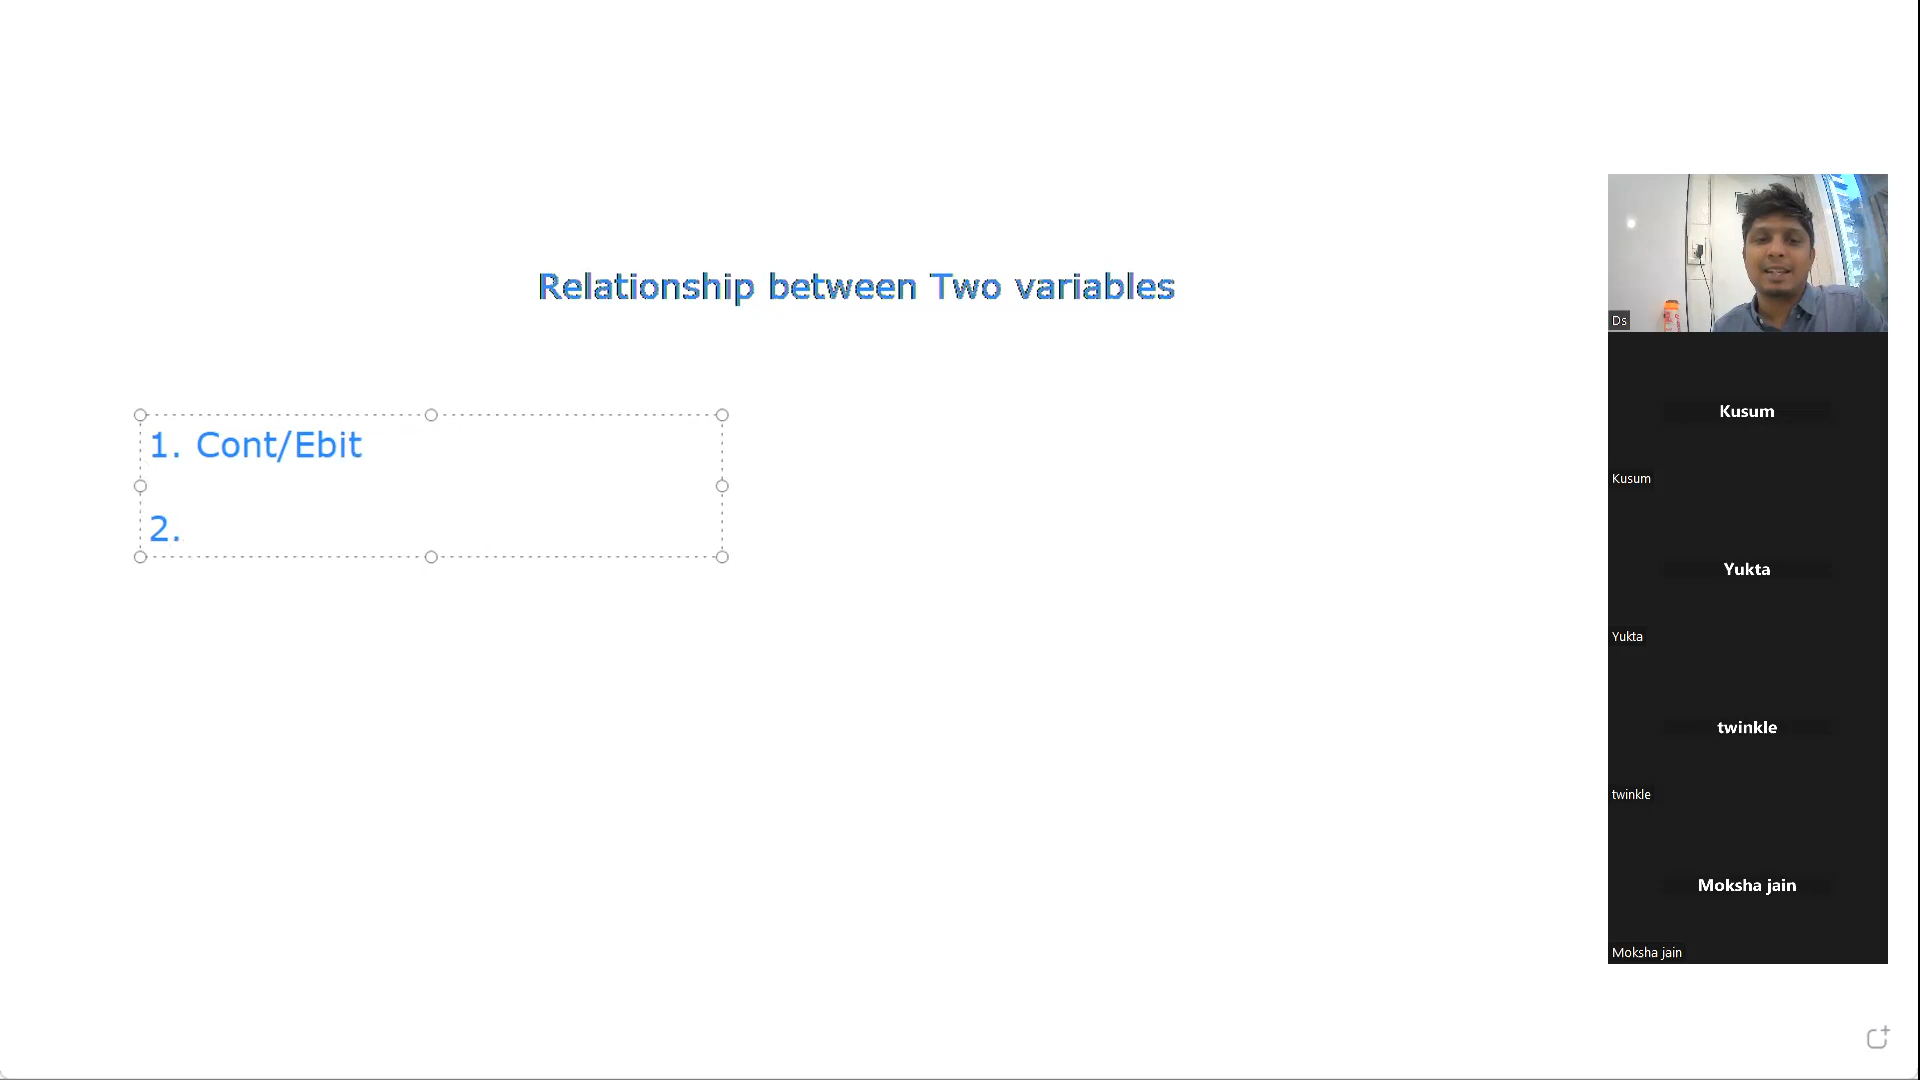 Relationship between Two variables
1. Cont/Ebit
2.
Ds
Kusum
Kusum
Yukta
Yukta
twinkle
twinkle
Moksha jain
Moksha jain